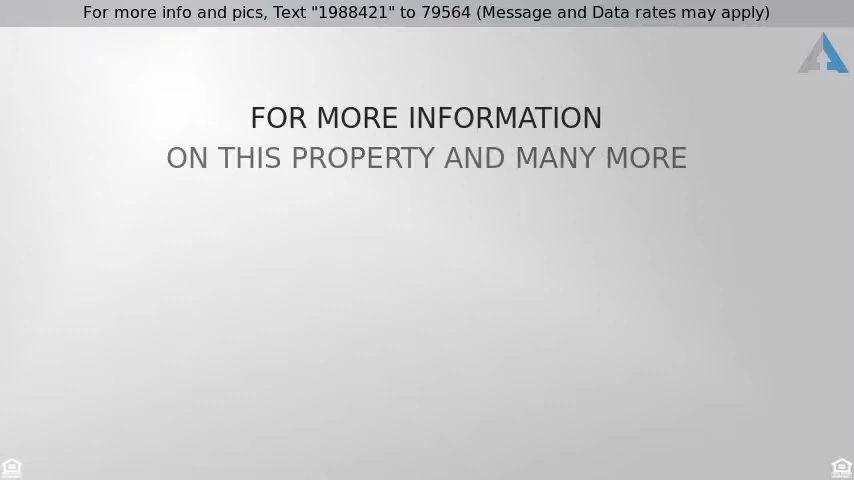 For more info and pics, Text "1988421" to 79564 (Message and Data rates may apply)
FOR MORE INFORMATION
ON THIS PROPERTY AND MANY MORE